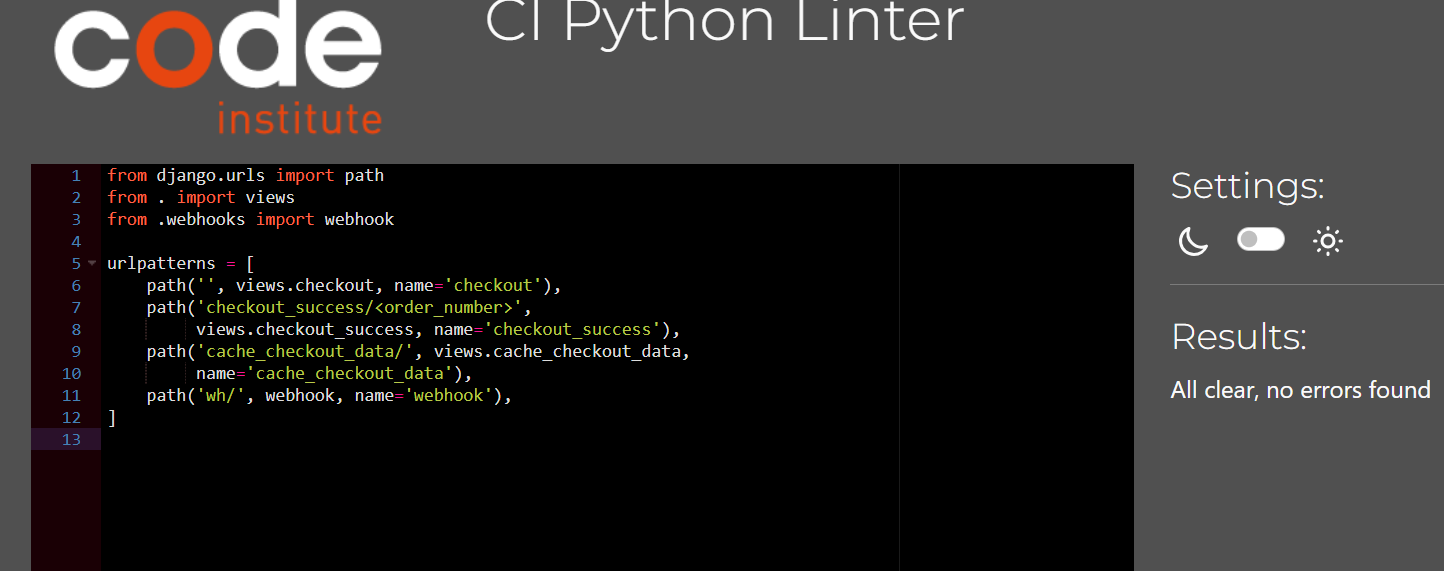 code
institute
CI Python Linter
1 from django.urls import path
2 from . import views
3 from .webhooks import webhook
4
5 urlpatterns = [
6     path('', views.checkout, name='checkout'),
7     path('checkout_success/<order_number>',
8          views.checkout_success, name='checkout_success'),
9     path('cache_checkout_data/', views.cache_checkout_data,
10         name='cache_checkout_data'),
11    path('wh/', webhook, name='webhook'),
12 ]
13
Settings:
Results:
All clear, no errors found